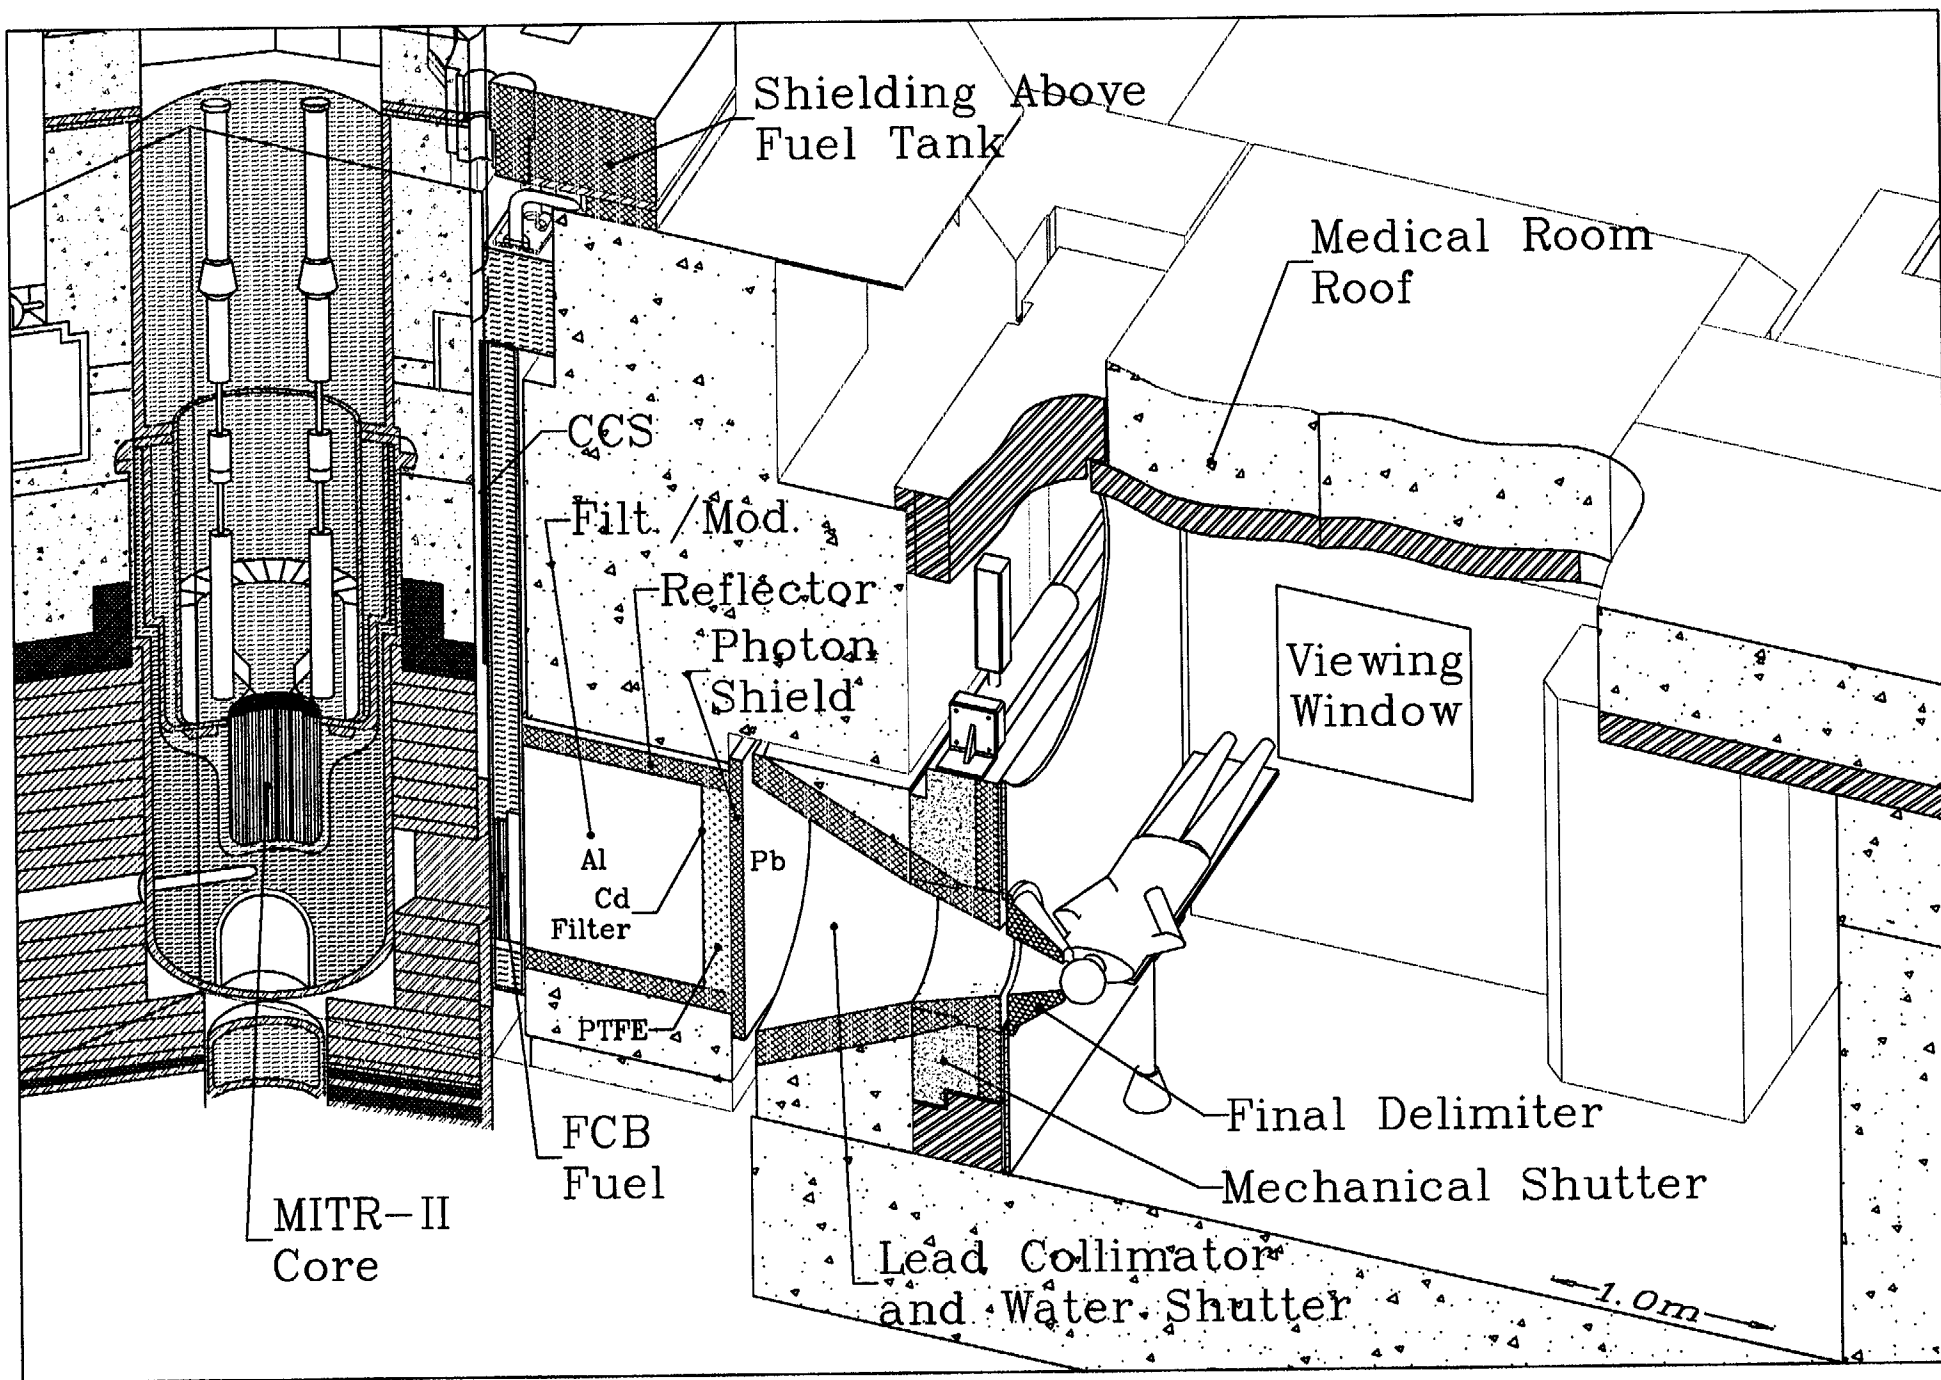 Shielding Above
Fuel Tank
Medical Room
Roof
CCS
Filt./Mod.
Reflector
Photon
Shield
Viewing
Window
Al
Pb
Cd
Filter
PTFE
FCB
Fuel
Final Delimiter
Mechanical Shutter
MITR-II
Core
Lead Collimator
and Water Shutter
1.0m